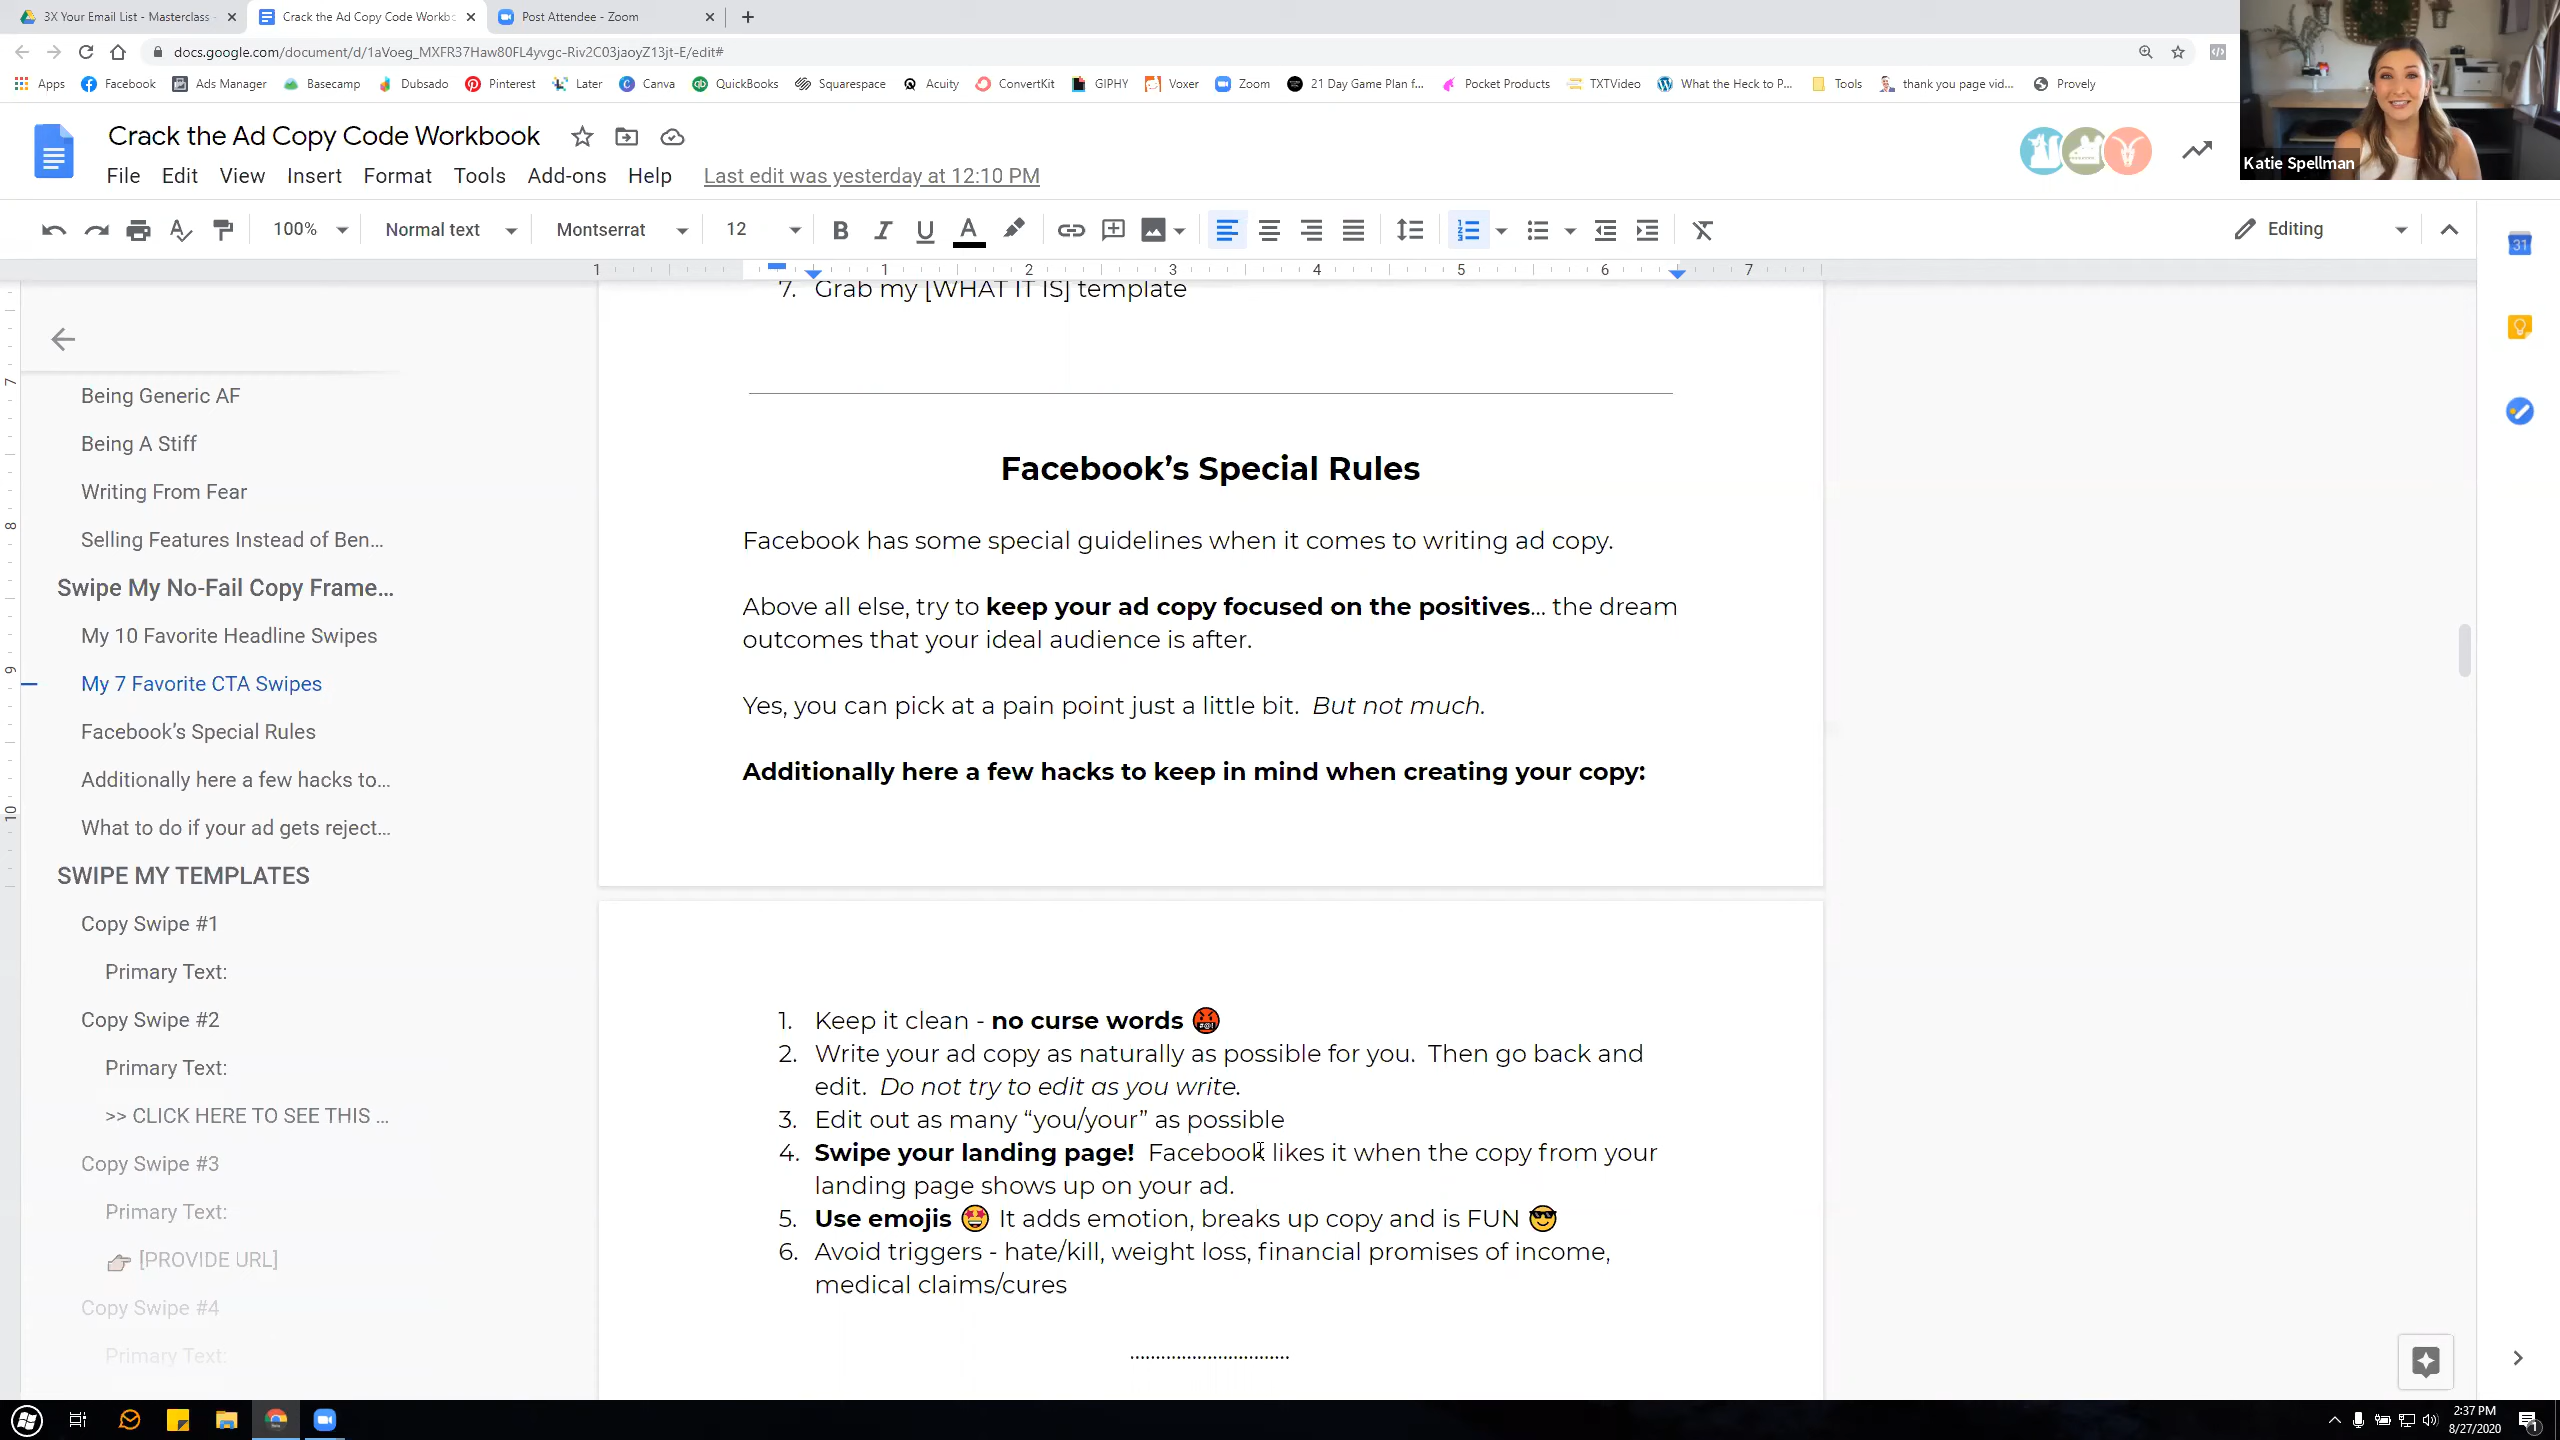 3X Your Email List - Masterclass
Crack the Ad Copy Code Workbo
Post Attendee - Zoom
docs.google.com/document/d/1aVoeg_MXFR37Haw80FL4yvgc-Riv2C03jaoyZ13jt-E/edit#
Apps Facebook Ads Manager Basecamp Dubsado Pinterest Later Canva QuickBooks Squarespace Acuity ConvertKit GIPHY Voxer Zoom 21 Day Game Plan f... Pocket Products TXTVideo What the Heck to P... Tools thank you page vid... Provely
Katie Spellman
Crack the Ad Copy Code Workbook
File Edit View Insert Format Tools Add-ons Help Last edit was yesterday at 12:10 PM
100% Normal text Montserrat 12 B I U A Editing
31
1 1 2 3 4 5 6 7
7
8
9
10
Being Generic AF
Being A Stiff
Writing From Fear
Selling Features Instead of Ben...
Swipe My No-Fail Copy Frame...
My 10 Favorite Headline Swipes
My 7 Favorite CTA Swipes
Facebook's Special Rules
Additionally here a few hacks to...
What to do if your ad gets reject...
SWIPE MY TEMPLATES
Copy Swipe #1
Primary Text:
Copy Swipe #2
Primary Text:
>> CLICK HERE TO SEE THIS ...
Copy Swipe #3
Primary Text:
[PROVIDE URL]
Copy Swipe #4
Primary Text:
7. Grab my [WHAT IT IS] template
Facebook’s Special Rules
Facebook has some special guidelines when it comes to writing ad copy.
Above all else, try to keep your ad copy focused on the positives... the dream
outcomes that your ideal audience is after.
Yes, you can pick at a pain point just a little bit. But not much.
Additionally here a few hacks to keep in mind when creating your copy:
1. Keep it clean - no curse words 🤬
2. Write your ad copy as naturally as possible for you. Then go back and
edit. Do not try to edit as you write.
3. Edit out as many “you/your” as possible
4. Swipe your landing page! Facebook likes it when the copy from your
landing page shows up on your ad.
5. Use emojis 🤩 It adds emotion, breaks up copy and is FUN 😎
6. Avoid triggers - hate/kill, weight loss, financial promises of income,
medical claims/cures
...............................
2:37 PM
8/27/2020
1